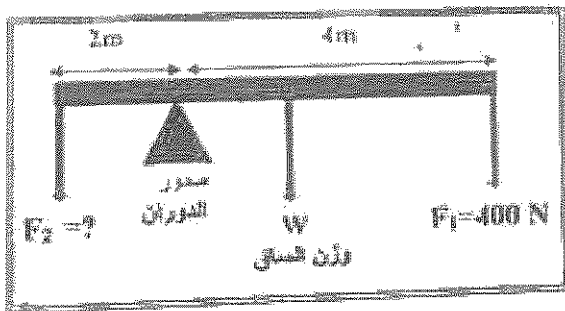 2m 4m
محور
الدوران
F₂ =? W F₁=400 N
وزن الساق